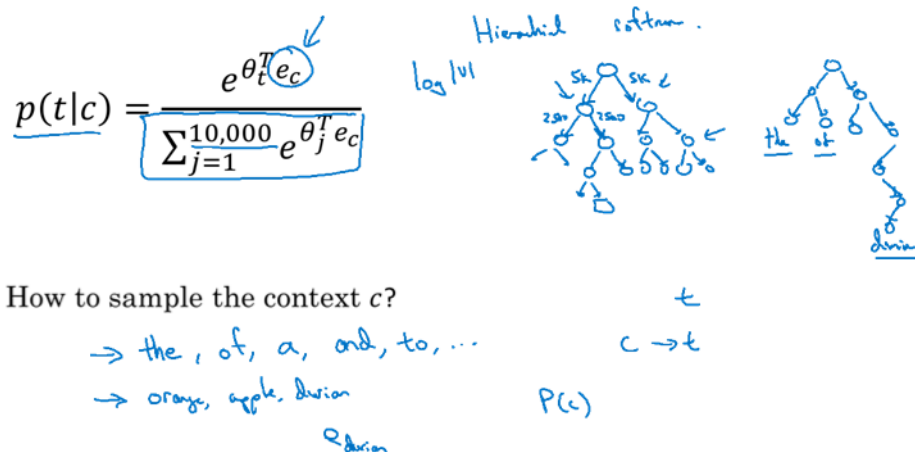 Hierarchical softmax.
log |v|
p(t|c) = e^{θ_t^T e_c} / ∑_{j=1}^{10,000} e^{θ_j^T e_c}
5k 5k
2500 2500
the of
durian
How to sample the context c?
t
→ the, of, a, and, to, ...
c → t
→ orange, apple, durian
P(c)
e_durian